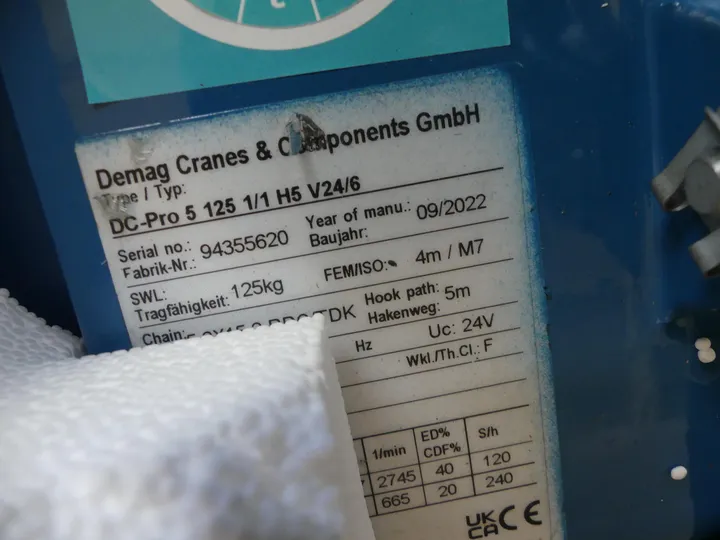 Demag Cranes & Components GmbH
Type / Typ:
DC-Pro 5 125 1/1 H5 V24/6
Serial no.: 94355620 Year of manu.: 09/2022
Fabrik-Nr.: Baujahr:
SWL: 125kg FEM/ISO: 4m / M7
Tragfähigkeit:
Chain: Hook path: 5m
Hakenweg:
Hz Uc: 24V
Wkl./Th.Cl.: F
1/min ED% S/h
CDF%
2745 40 120
665 20 240
UK CA CE